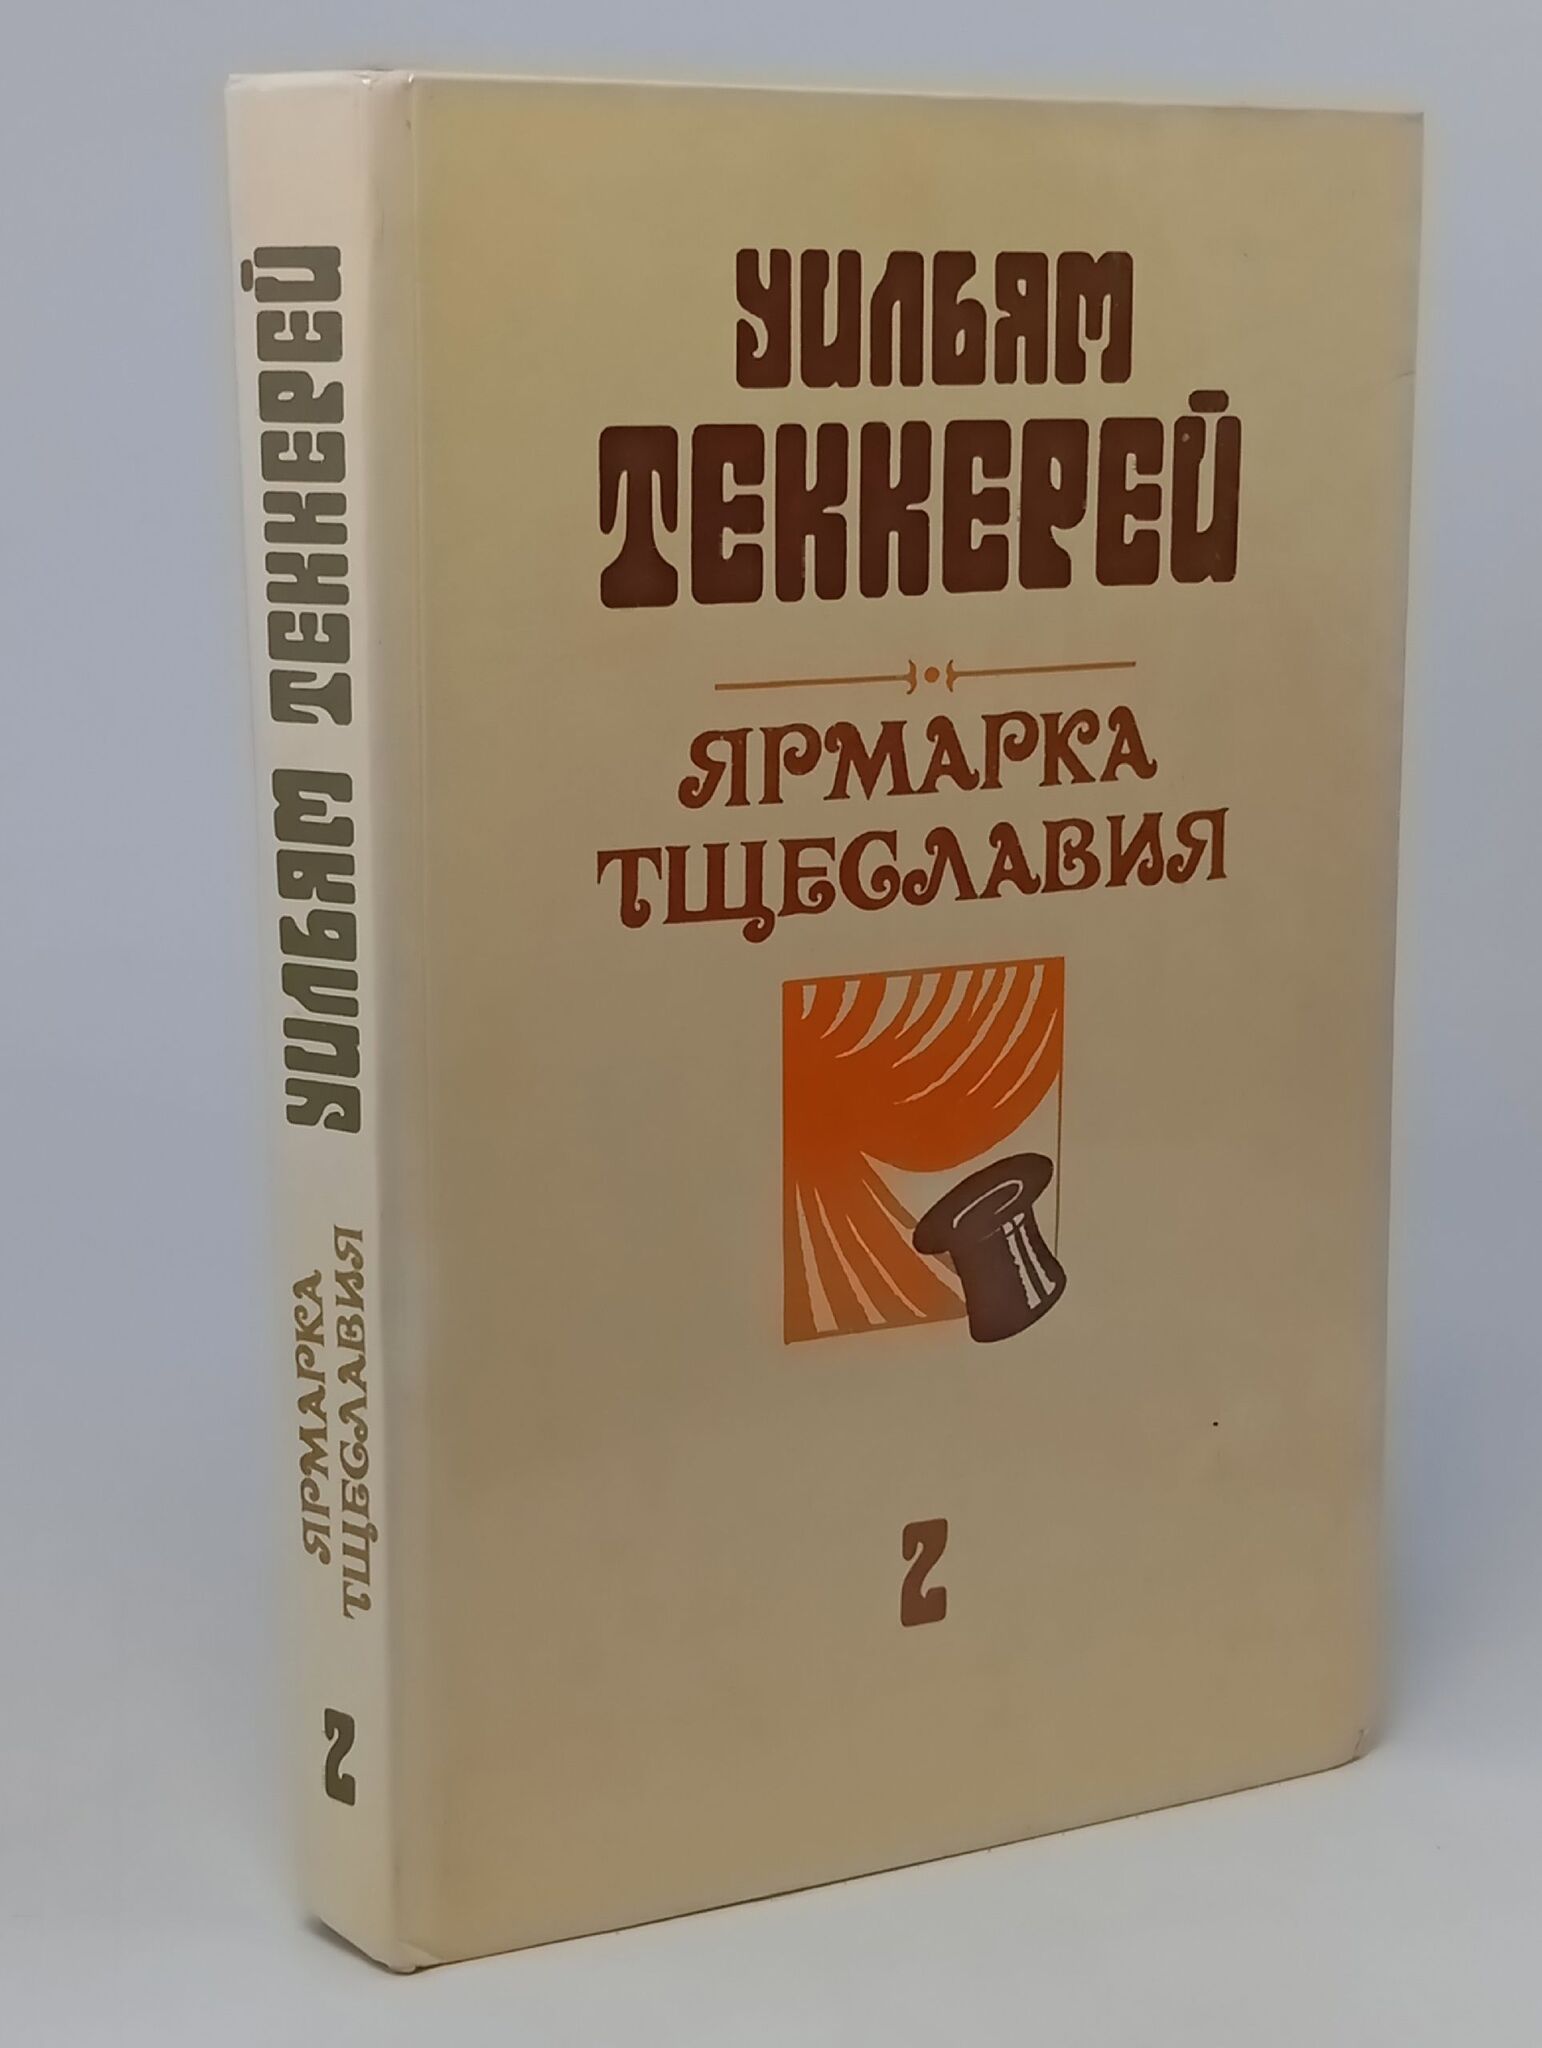 УИЛЬЯМ
ТЕККЕРЕЙ
ЯРМАРКА
ТЩЕСЛАВИЯ
2
УИЛЬЯМ ТЕККЕРЕЙ
ЯРМАРКА
ТЩЕСЛАВИЯ
2